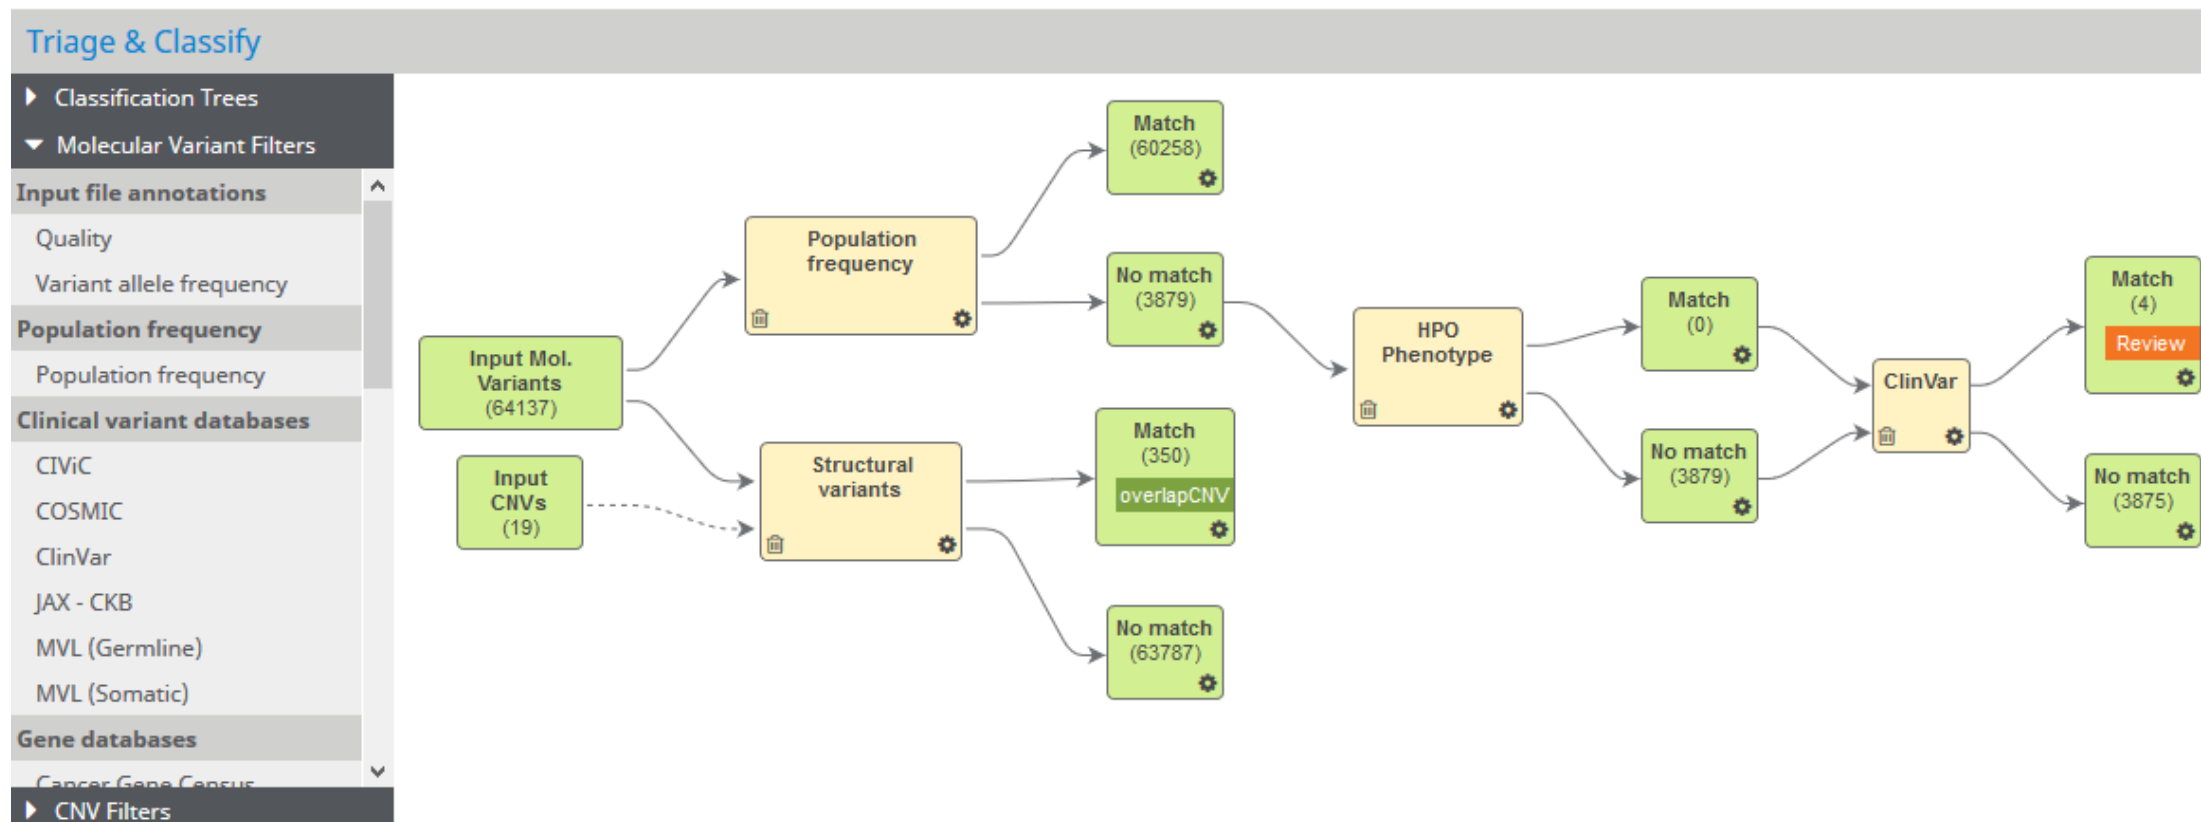 Triage & Classify
Classification Trees
Molecular Variant Filters
Input file annotations
Quality
Variant allele frequency
Population frequency
Population frequency
Clinical variant databases
CIViC
COSMIC
ClinVar
JAX - CKB
MVL (Germline)
MVL (Somatic)
Gene databases
Cancer Gene Census
CNV Filters
Input Mol.
Variants
(64137)
Input
CNVs
(19)
Population
frequency
Structural
variants
Match
(60258)
No match
(3879)
Match
(350)
overlapCNV
No match
(63787)
HPO
Phenotype
Match
(0)
No match
(3879)
ClinVar
Match
(4)
Review
No match
(3875)